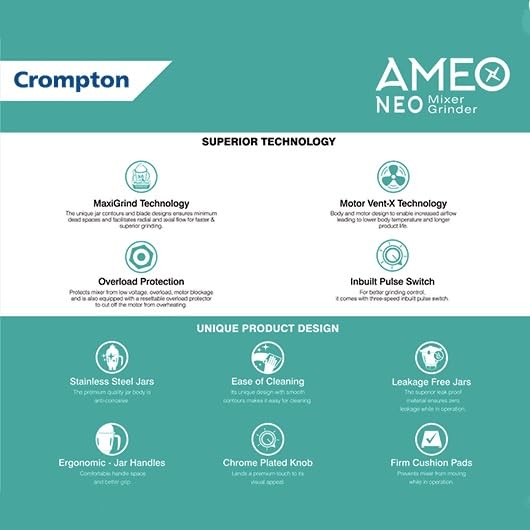 Crompton
AMEO
NEO Mixer Grinder
SUPERIOR TECHNOLOGY
MaxiGrind Technology
The unique jar contours and blade designs ensures minimum
dead spaces and facilitates radial and axial flow for faster &
superior grinding.
Motor Vent-X Technology
Body and motor design to enable increased airflow
leading to lower body temperature and longer
product life.
Overload Protection
Protects mixer from low voltage, overload, motor blockage
and is also equipped with a resettable overload protector
to cut off the motor from overheating.
Inbuilt Pulse Switch
For better grinding control,
it comes with three-speed inbuilt pulse switch.
UNIQUE PRODUCT DESIGN
Stainless Steel Jars
The premium quality jar body is
anti-corrosive.
Ease of Cleaning
Its unique design with smooth
contours makes it easy for cleaning.
Leakage Free Jars
The superior leak proof
material ensures zero
leakage while in operation.
Ergonomic - Jar Handles
Comfortable handle space
and better grip.
Chrome Plated Knob
Lends a premium touch to its
visual appeal.
Firm Cushion Pads
Prevents mixer from moving
while in operation.